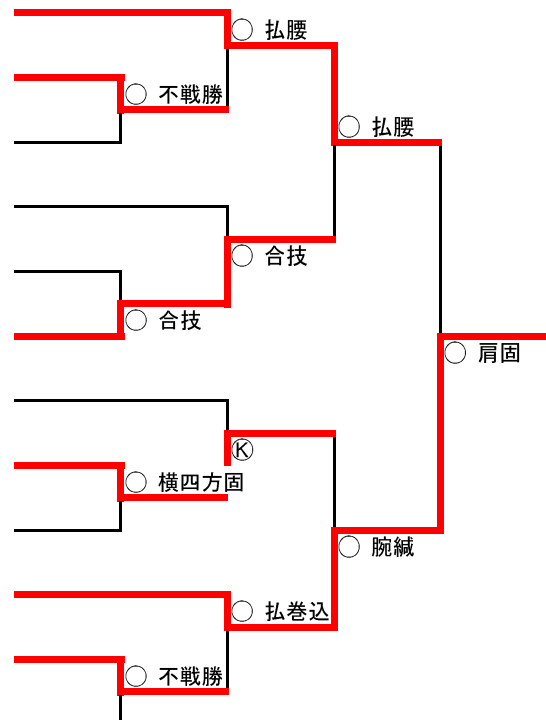 ○ 払腰
○ 不戦勝
○ 払腰
○ 合技
○ 合技
○ 肩固
Ⓚ
○ 横四方固
○ 腕緘
○ 払巻込
○ 不戦勝